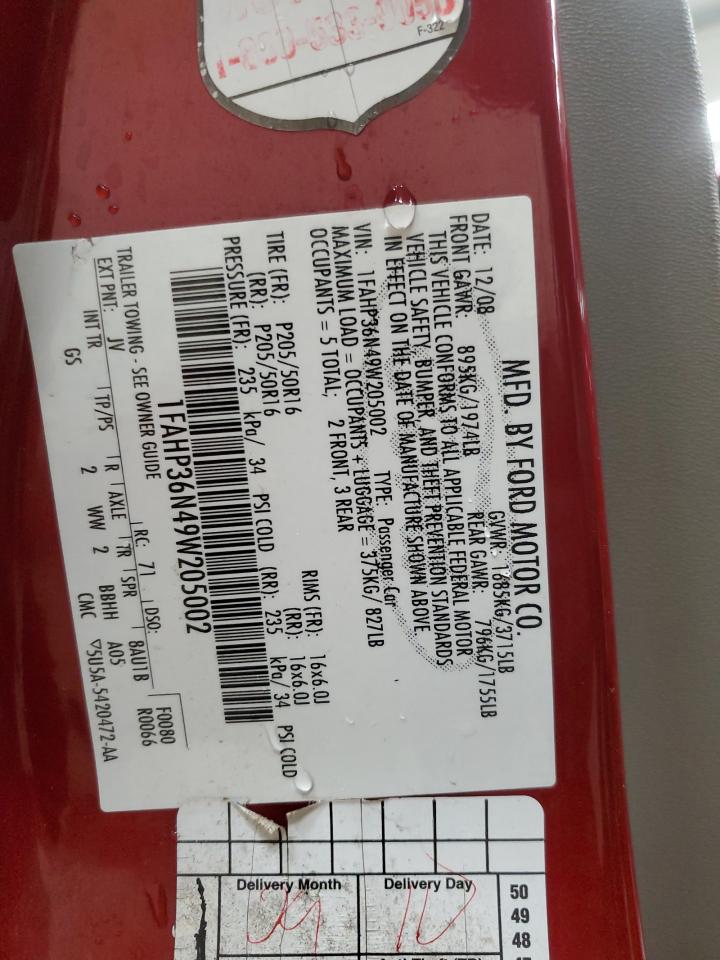 F-322
MFD. BY FORD MOTOR CO.
DATE: 12/08 GVWR: 1685KG/3715LB
FRONT GAWR: 895KG/1974LB REAR GAWR: 796KG/1755LB
THIS VEHICLE CONFORMS TO ALL APPLICABLE FEDERAL MOTOR
VEHICLE SAFETY, BUMPER, AND THEFT PREVENTION STANDARDS
IN EFFECT ON THE DATE OF MANUFACTURE SHOWN ABOVE.
VIN: 1FAHP36N49W205002 TYPE: Passenger Car
MAXIMUM LOAD = OCCUPANTS + LUGGAGE = 375KG/ 827LB
OCCUPANTS = 5 TOTAL; 2 FRONT, 3 REAR
TIRE (FR): P205/50R16 RIMS (FR): 16x6.0J
(RR): P205/50R16 (RR): 16x6.0J
PRESSURE (FR): 235 kPa/ 34 PSI COLD (RR): 235 kPa/ 34 PSI COLD
1FAHP36N49W205002
TRAILER TOWING - SEE OWNER GUIDE
F0080
R0066
EXT PNT: JV RC: 71 DSO: 8AU1B
INT TR TP/PS R AXLE TR SPR
GS 2 2 WW 2 BBHH A05
CMC ▽5U5A-5420472-AA
Delivery Month Delivery Day
50
49
48